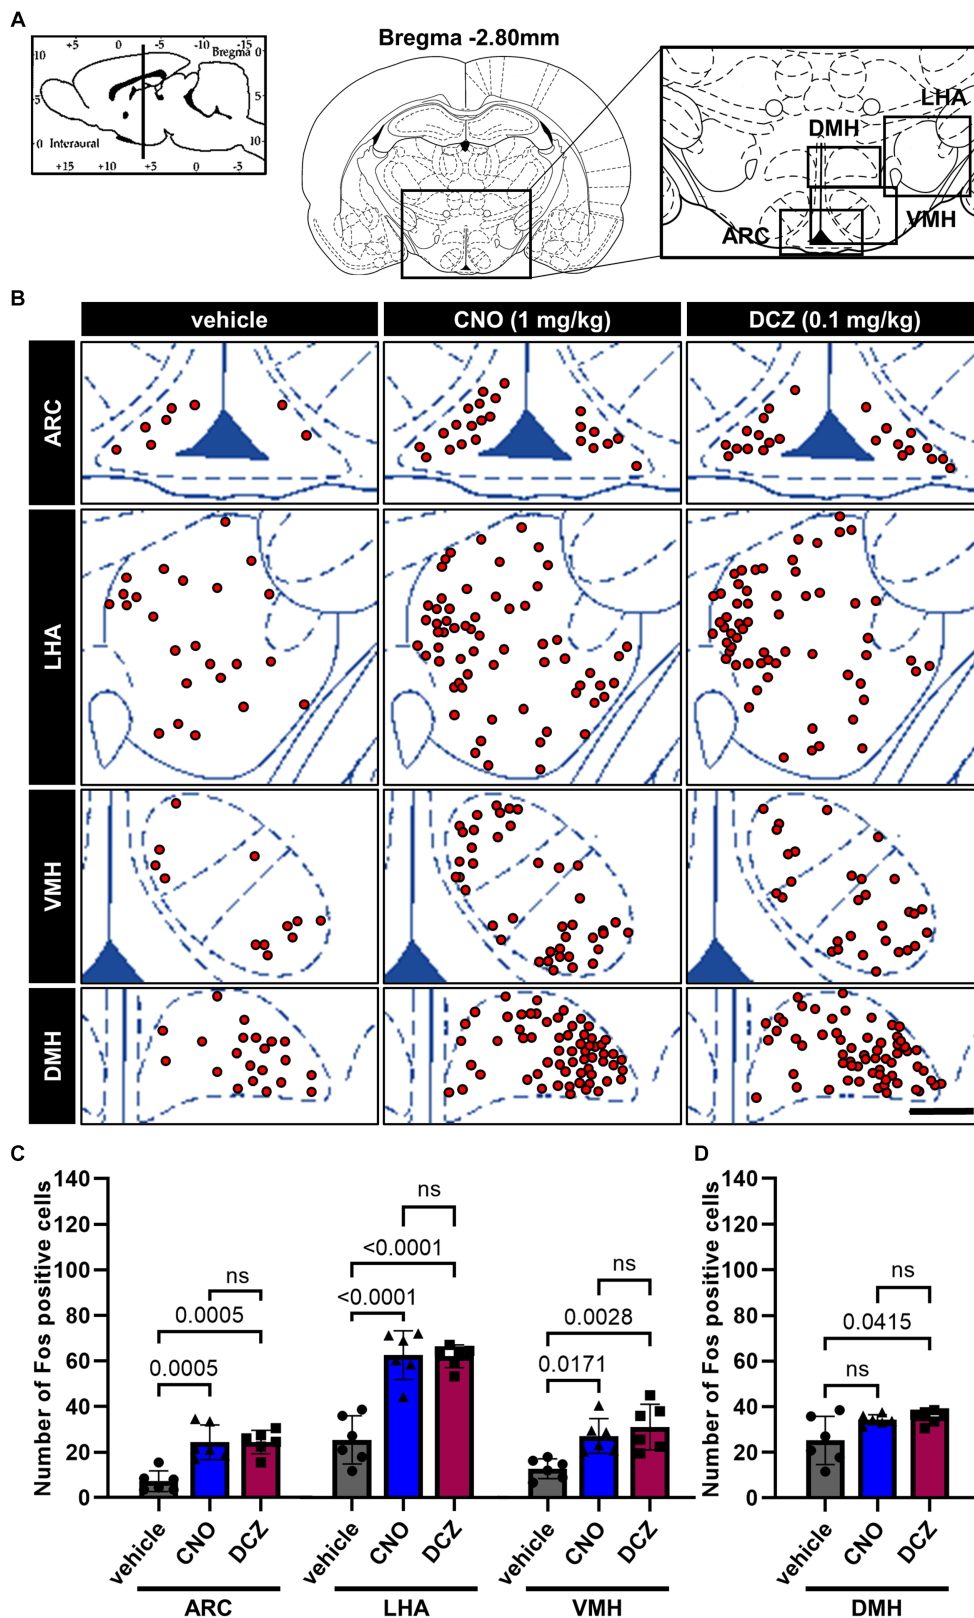 A
+5 0 -5 -10 -15
Bregma 0
10
5 5
0 Interaural 10
+15 +10 +5 0 -5
Bregma -2.80mm
LHA
DMH
VMH
ARC
B
vehicle CNO (1 mg/kg) DCZ (0.1 mg/kg)
ARC
LHA
VMH
DMH
C
Number of Fos positive cells
140
120
100
80
60
40
20
0
0.0005
0.0005
ns
<0.0001
<0.0001
ns
0.0171
0.0028
ns
vehicle CNO DCZ vehicle CNO DCZ vehicle CNO DCZ
ARC LHA VMH
D
Number of Fos positive cells
140
120
100
80
60
40
20
0
ns
0.0415
ns
vehicle CNO DCZ
DMH